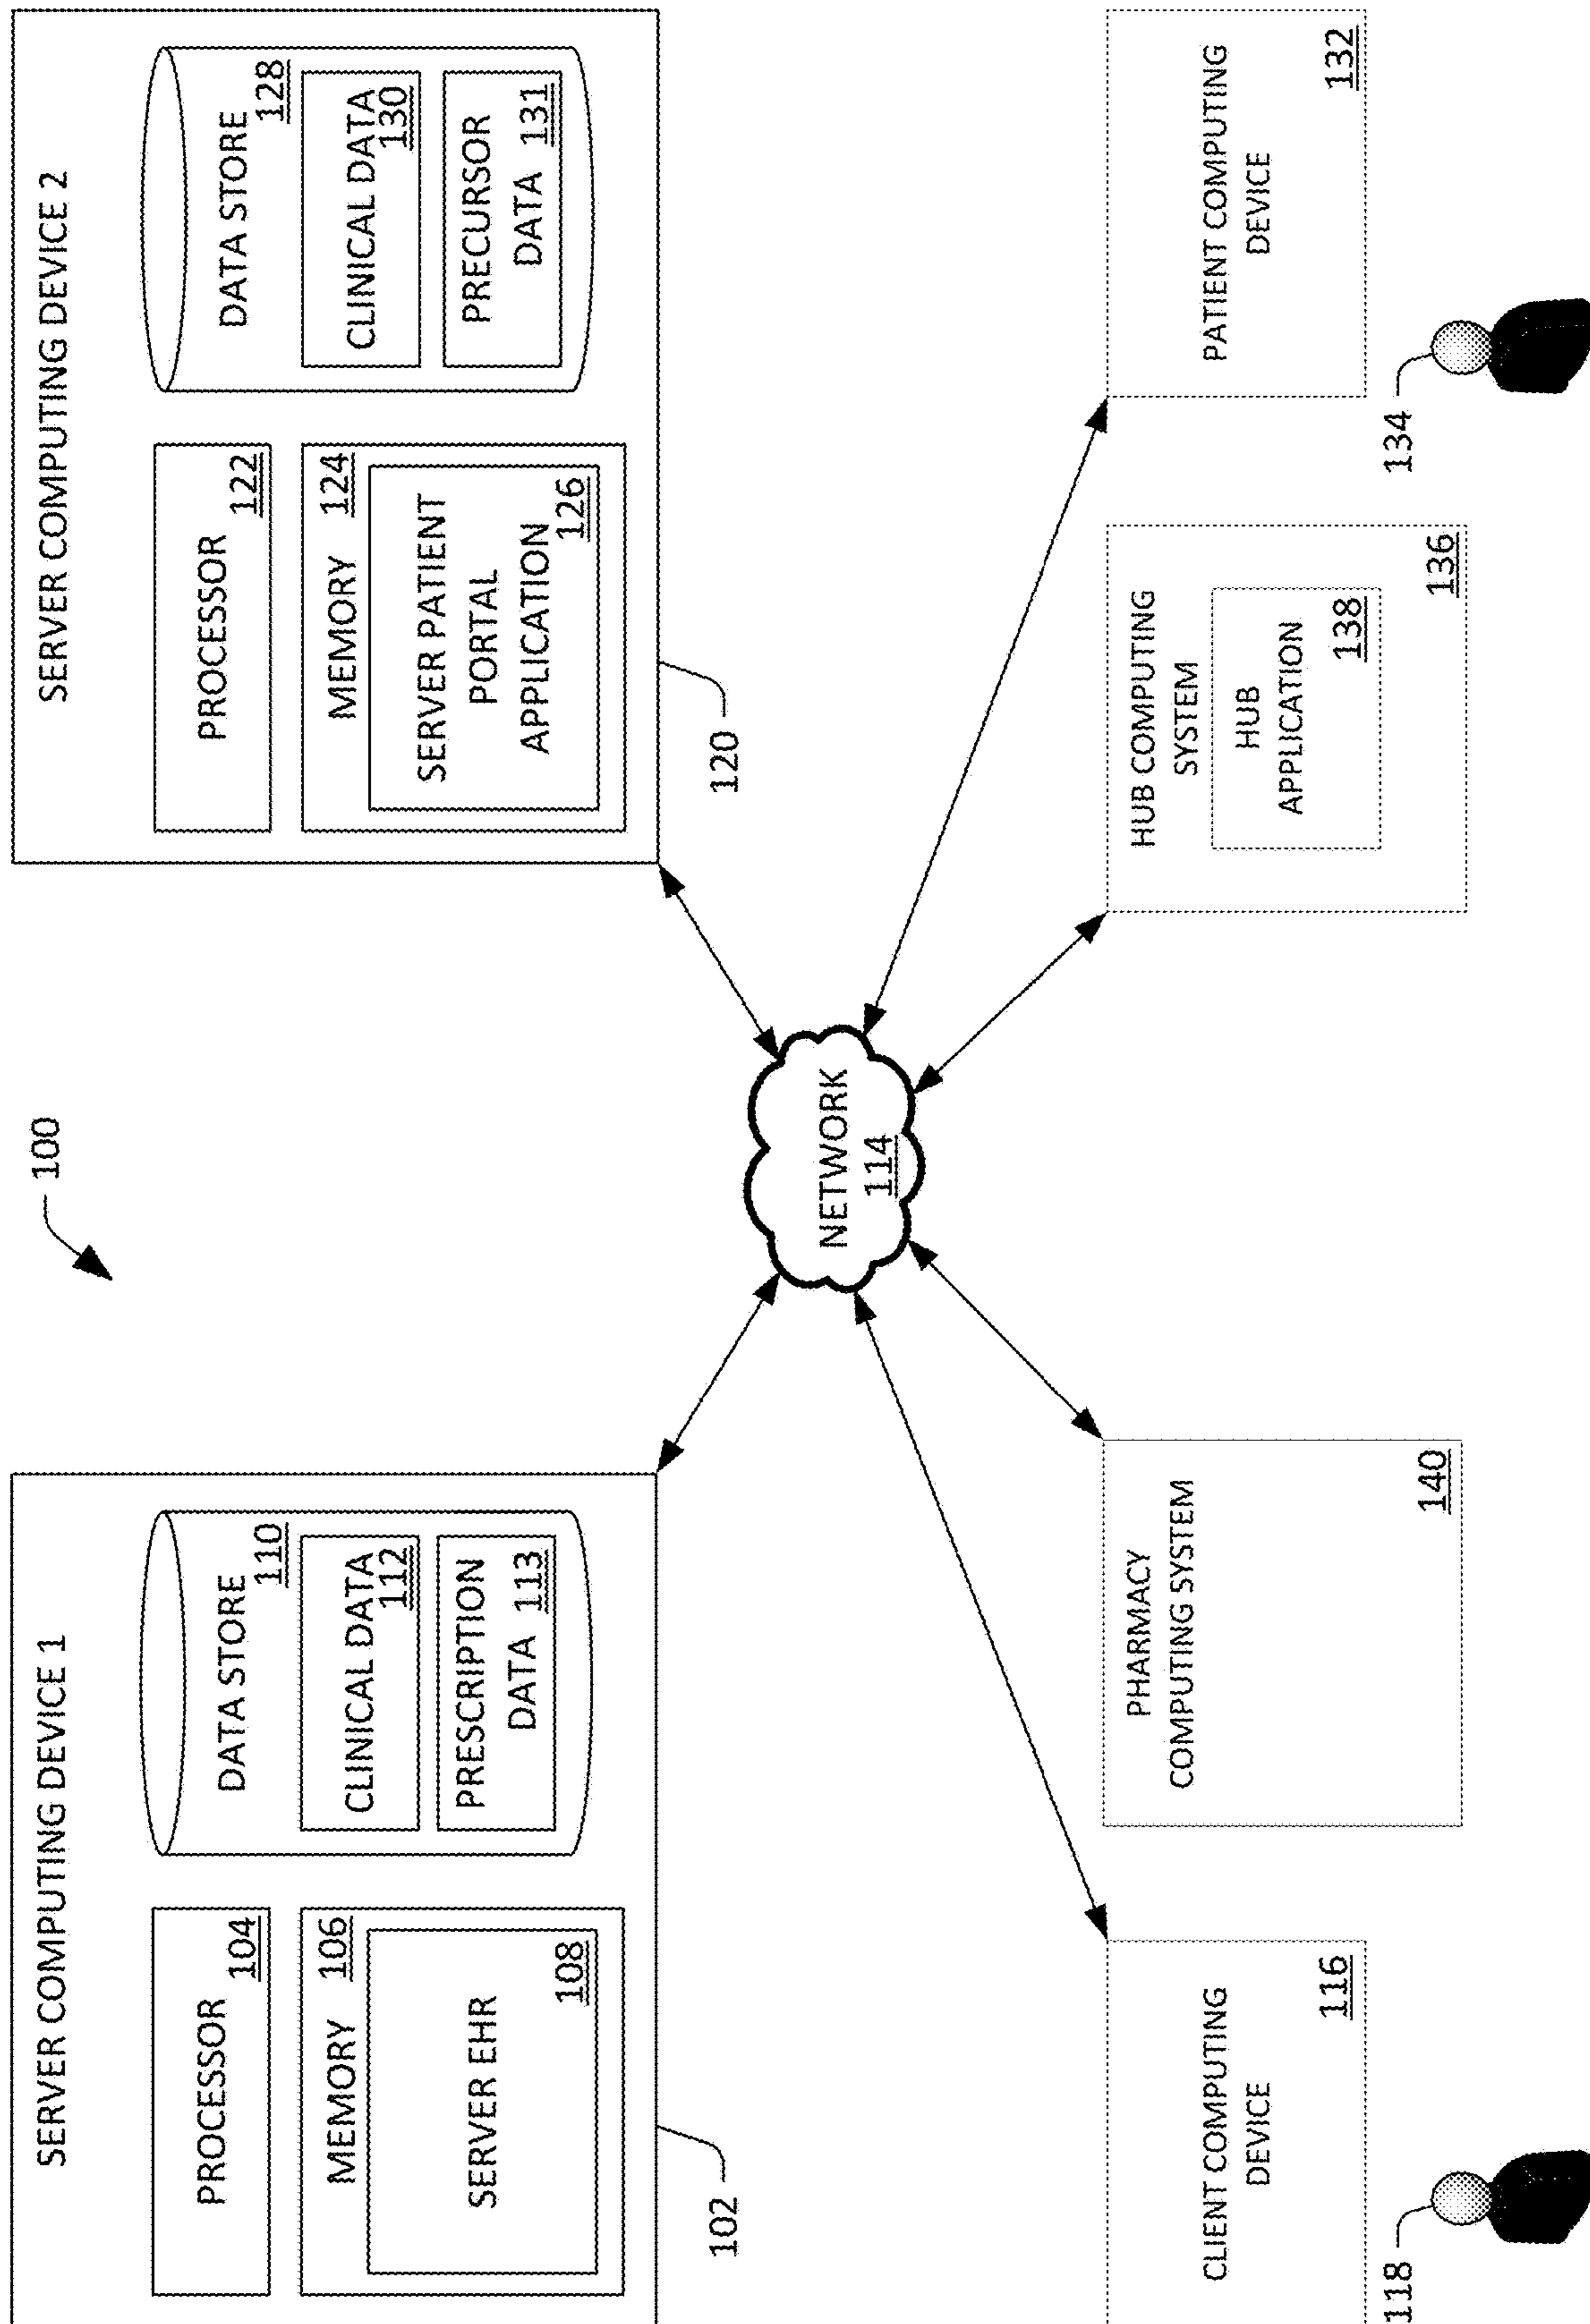 100
SERVER COMPUTING DEVICE 1
PROCESSOR
104
MEMORY
106
SERVER EHR
108
DATA STORE
110
CLINICAL DATA
112
PRESCRIPTION
DATA 113
102
SERVER COMPUTING DEVICE 2
PROCESSOR
122
MEMORY
124
SERVER PATIENT
PORTAL
APPLICATION
126
DATA STORE
128
CLINICAL DATA
130
PRECURSOR
DATA 131
120
NETWORK
114
CLIENT COMPUTING
DEVICE
116
118
PHARMACY
COMPUTING SYSTEM
140
HUB COMPUTING
SYSTEM
HUB
APPLICATION
138
136
PATIENT COMPUTING
DEVICE
132
134